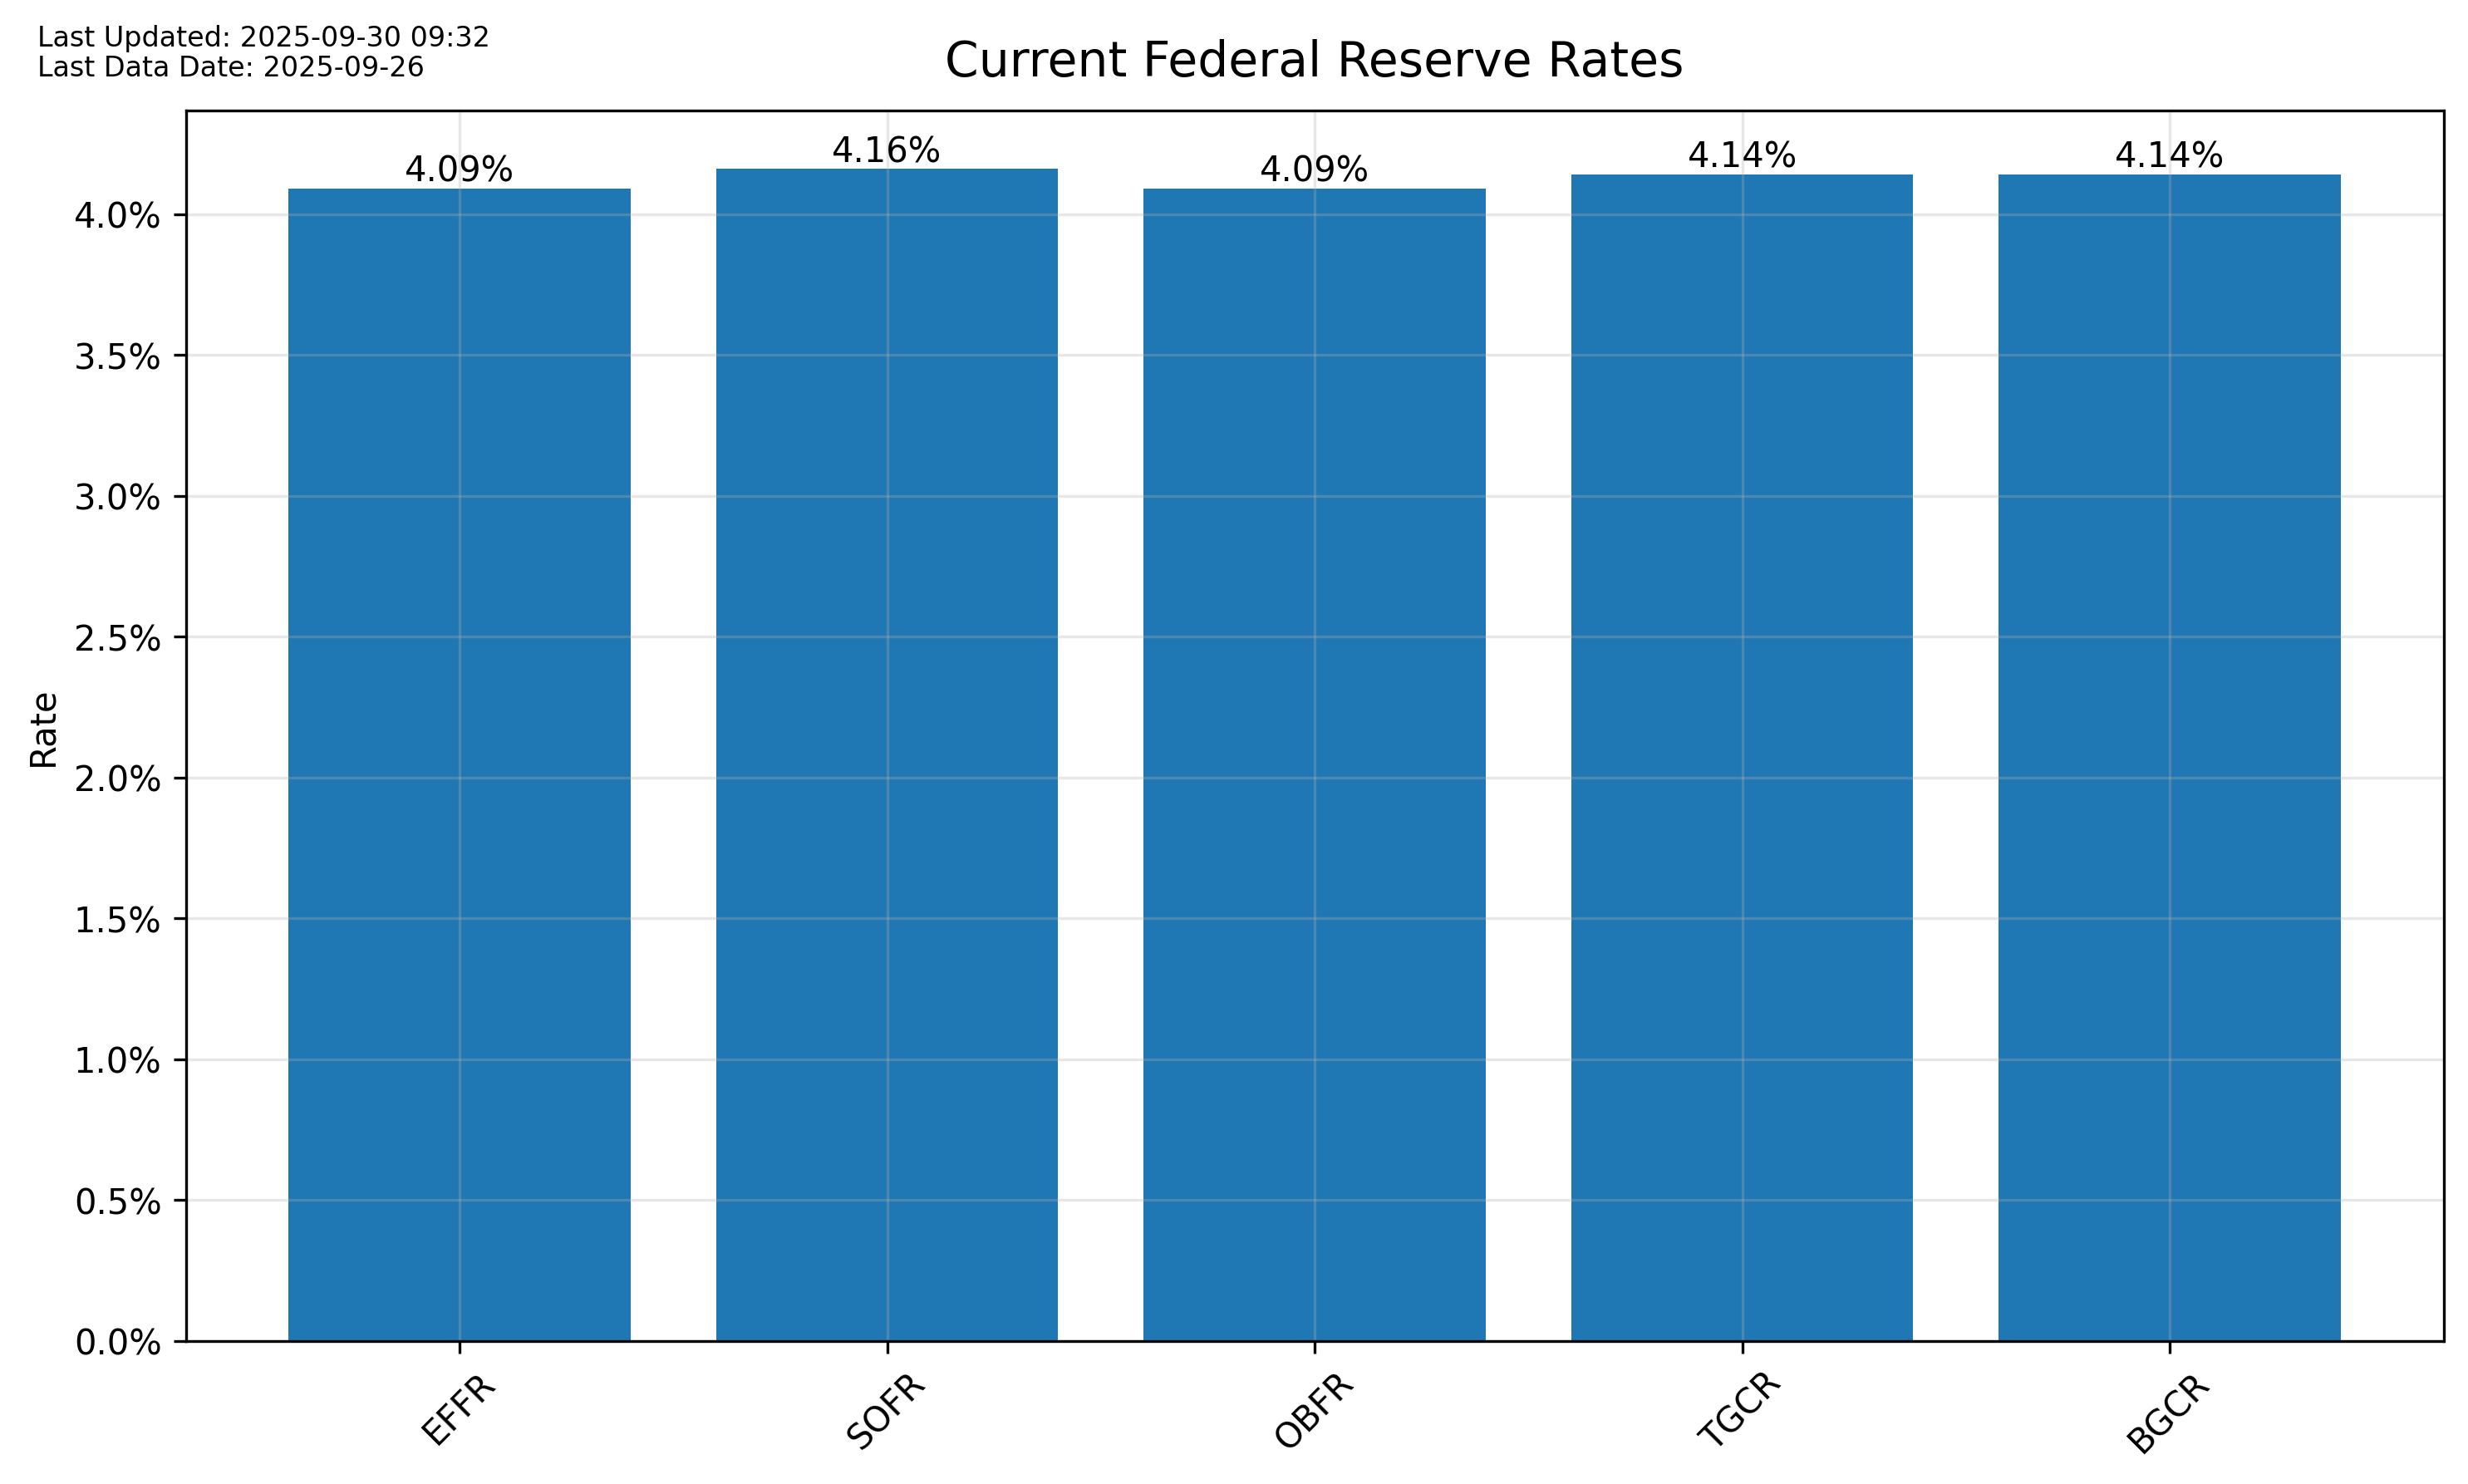 Last Updated: 2025-09-30 09:32
Last Data Date: 2025-09-26
Current Federal Reserve Rates
4.09%
4.16%
4.09%
4.14%
4.14%
4.0%
3.5%
3.0%
2.5%
2.0%
1.5%
1.0%
0.5%
0.0%
Rate
EFFR
SOFR
OBFR
TGCR
BGCR